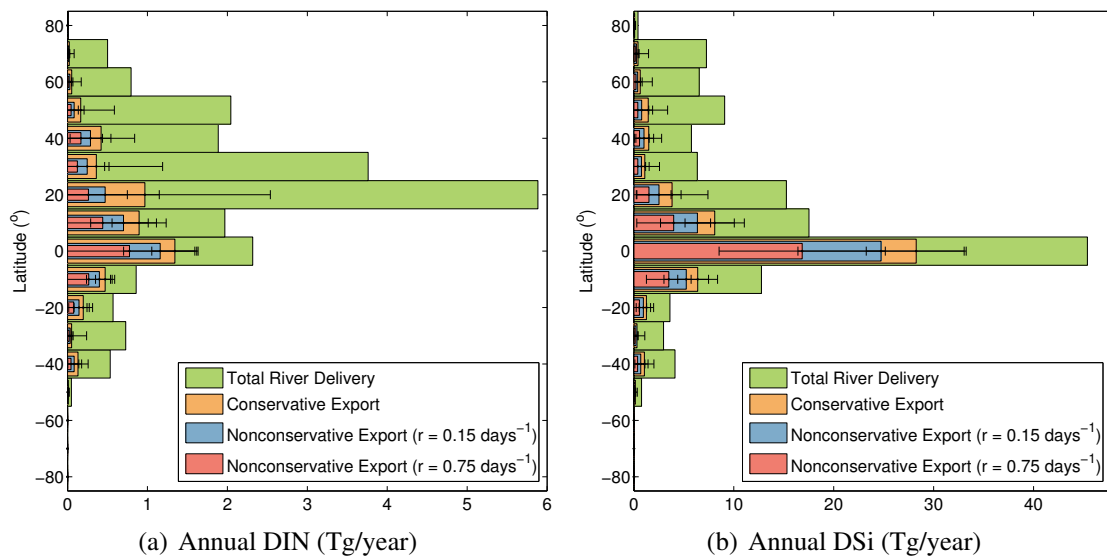 80
60
40
20
0
−20
−40
−60
−80
Latitude (°)
0 1 2 3 4 5 6
Total River Delivery
Conservative Export
Nonconservative Export (r = 0.15 days⁻¹)
Nonconservative Export (r = 0.75 days⁻¹)
(a) Annual DIN (Tg/year)
80
60
40
20
0
−20
−40
−60
−80
Latitude (°)
0 10 20 30 40
Total River Delivery
Conservative Export
Nonconservative Export (r = 0.15 days⁻¹)
Nonconservative Export (r = 0.75 days⁻¹)
(b) Annual DSi (Tg/year)